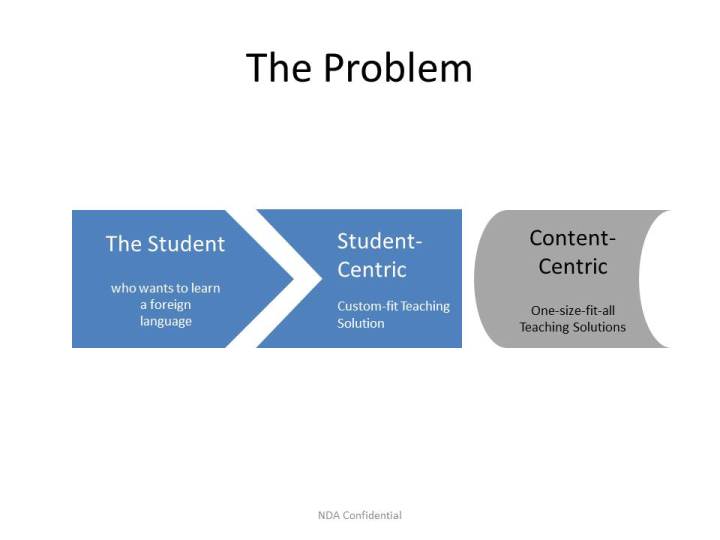 The Problem
The Student
who wants to learn
a foreign
language
Student-
Centric
Custom-fit Teaching
Solution
Content-
Centric
One-size-fit-all
Teaching Solutions
NDA Confidential